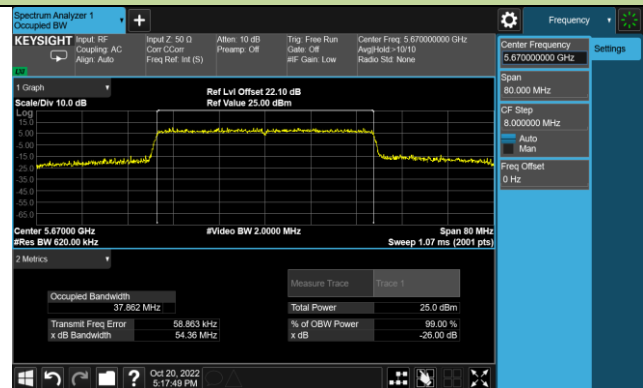 Spectrum Analyzer 1
Occupied BW
Frequency
KEYSIGHT
Input: RF
Coupling: AC
Align: Auto
Input Z: 50 Ω
Corr CCorr
Freq Ref: Int (S)
Atten: 10 dB
Preamp: Off
Trig: Free Run
Gate: Off
#IF Gain: Low
Center Freq: 5.670000000 GHz
Avg|Hold:>10/10
Radio Std: None
Center Frequency
5.670000000 GHz
Settings
Span
80.000 MHz
CF Step
8.000000 MHz
Auto
Man
Freq Offset
0 Hz
1 Graph
Ref Lvl Offset 22.10 dB
Scale/Div 10.0 dB
Ref Value 25.00 dBm
Log
15.0
5.00
-5.00
-15.0
-25.0
-35.0
-45.0
-55.0
-65.0
Center 5.67000 GHz
#Video BW 2.0000 MHz
Span 80 MHz
#Res BW 620.00 kHz
Sweep 1.07 ms (2001 pts)
2 Metrics
Measure Trace
Trace 1
Occupied Bandwidth
37.862 MHz
Total Power
25.0 dBm
Transmit Freq Error
58.863 kHz
% of OBW Power
99.00 %
x dB Bandwidth
54.36 MHz
x dB
-26.00 dB
?
Oct 20, 2022
5:17:49 PM